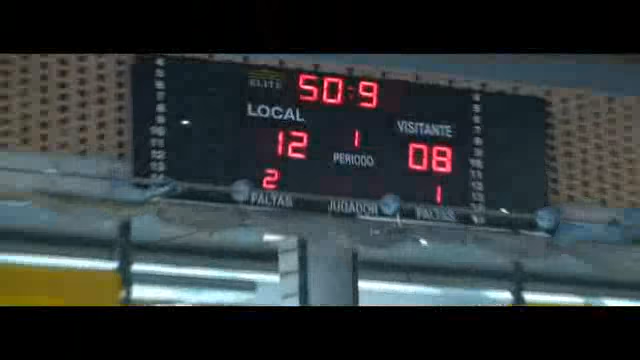 ELITE
50:9
LOCAL
VISITANTE
12
1
08
PERIODO
2
1
FALTAS
JUGADOR
FALTAS